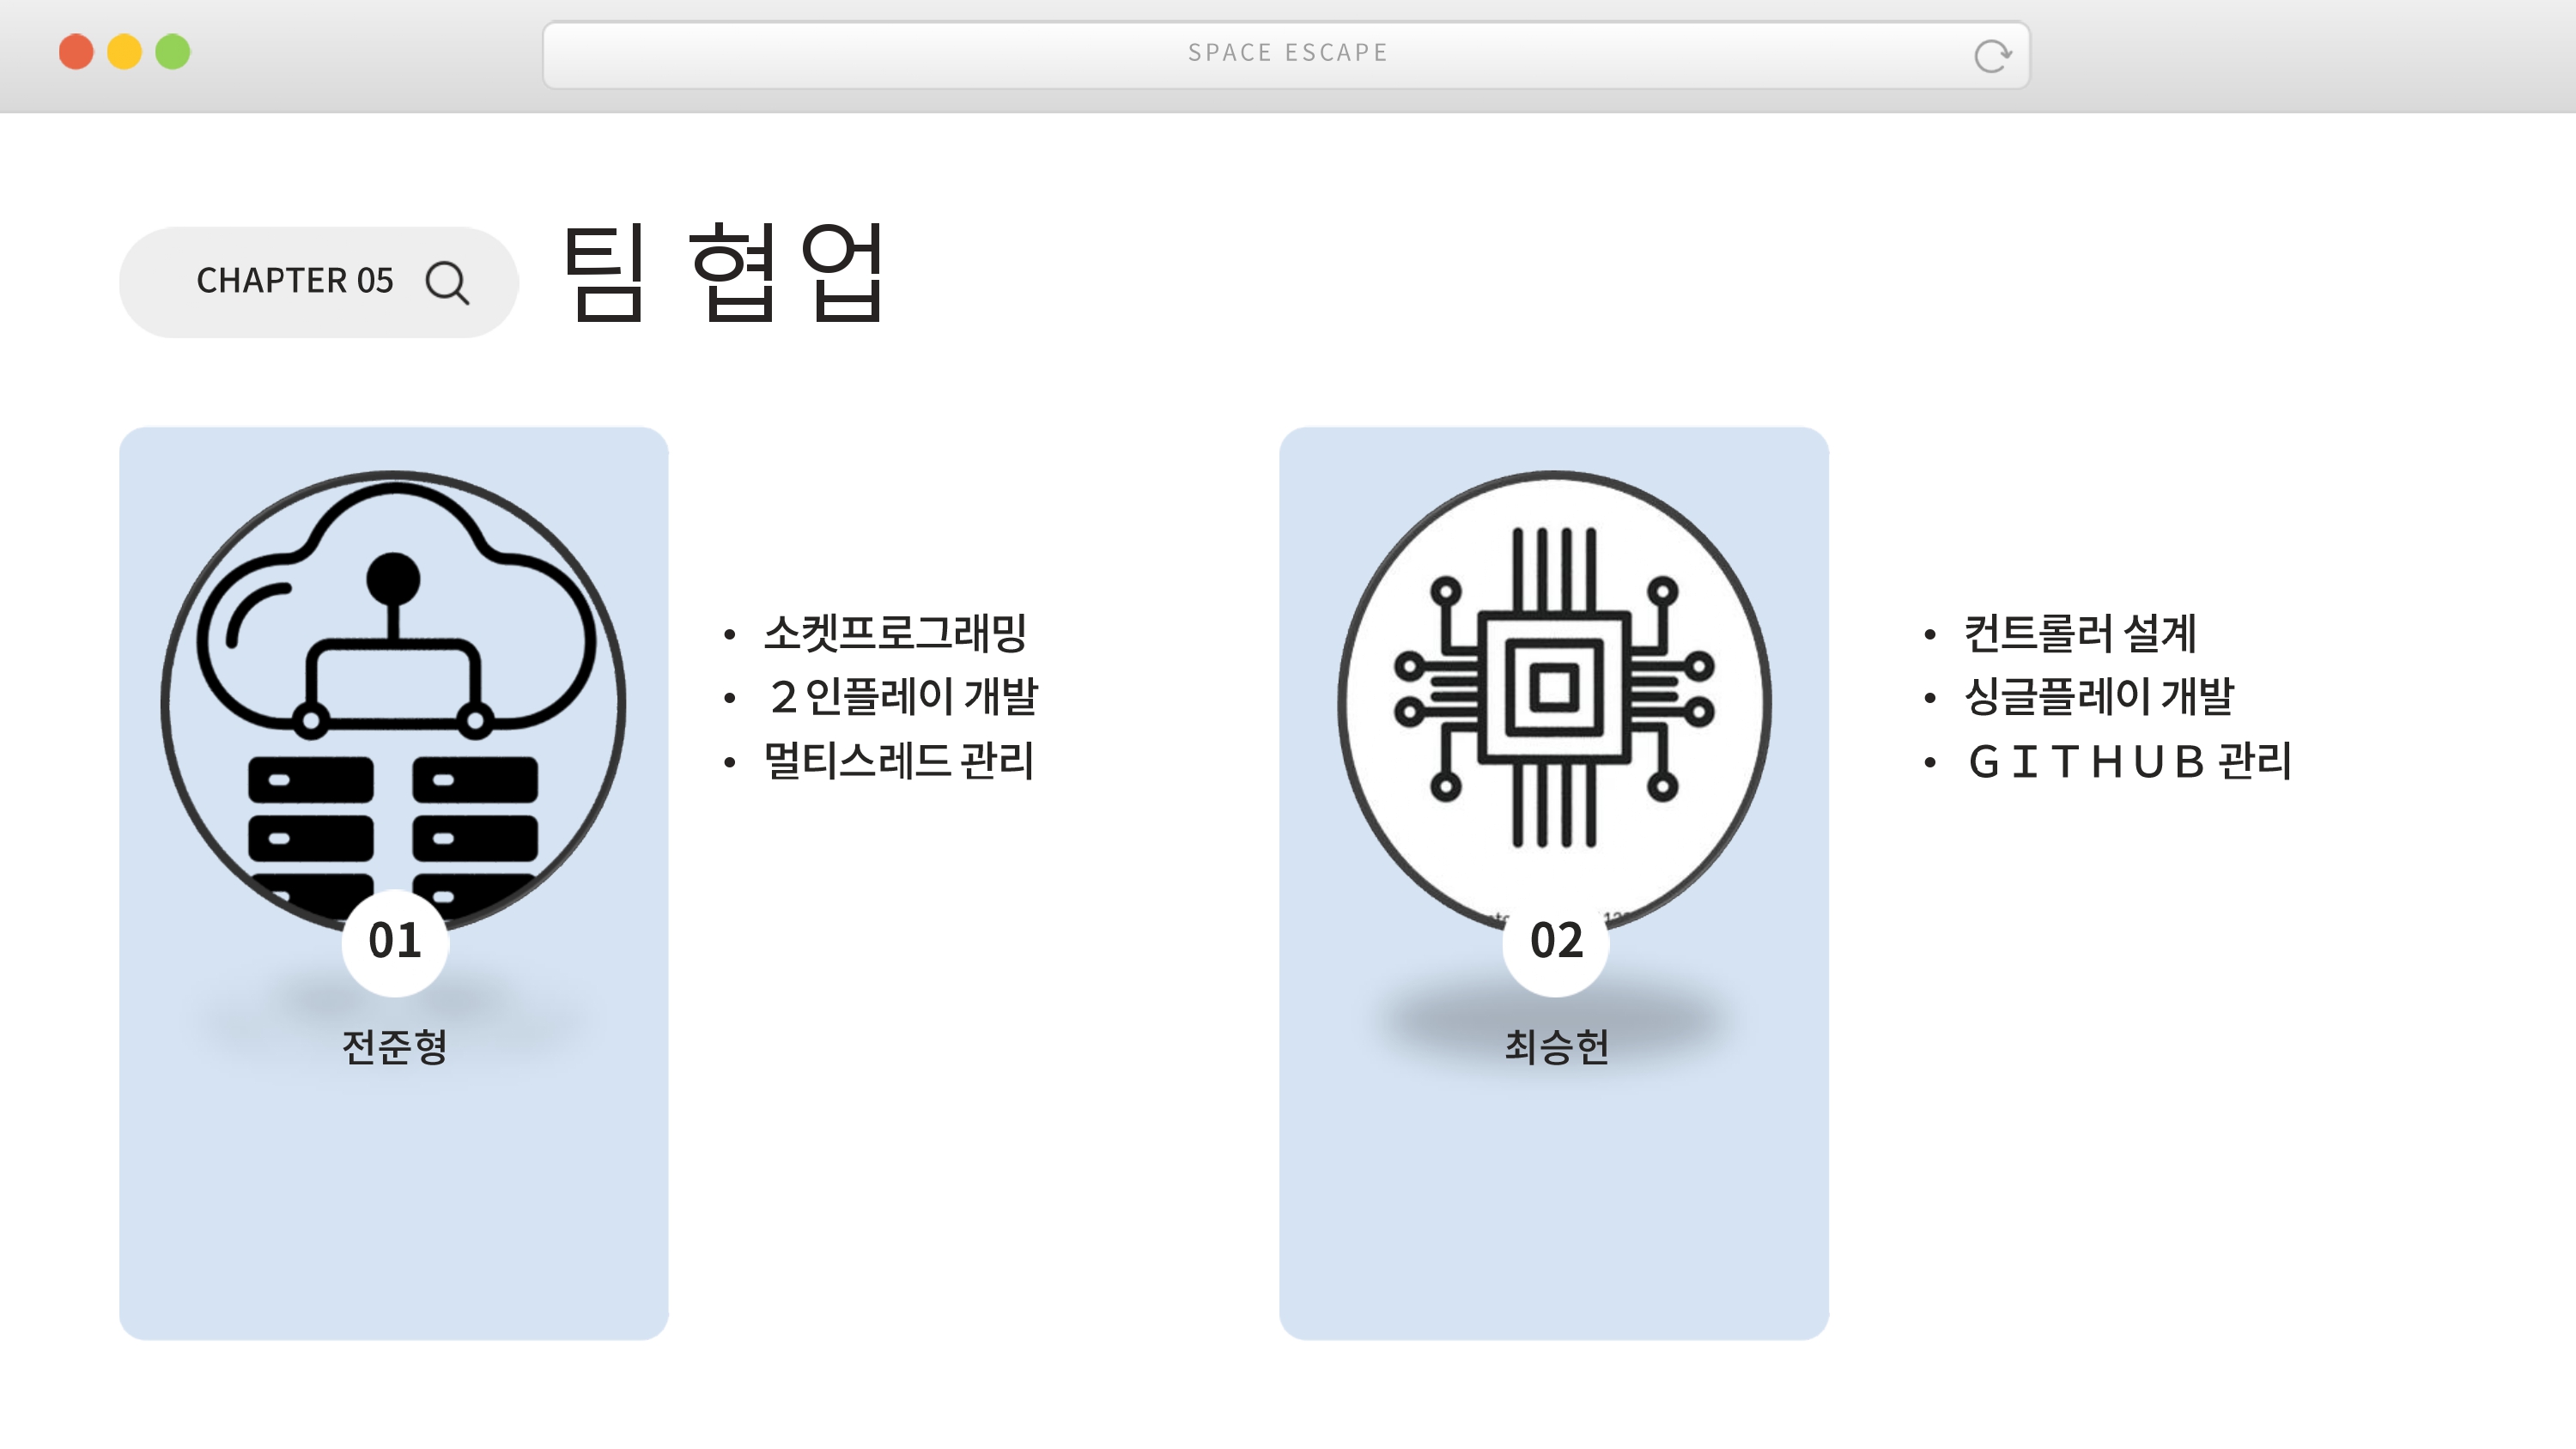 SPACE ESCAPE
CHAPTER 05
팀 협업
소켓프로그래밍
２인플레이 개발
멀티스레드 관리
01
전준형
컨트롤러 설계
싱글플레이 개발
ＧＩＴＨＵＢ 관리
02
최승헌